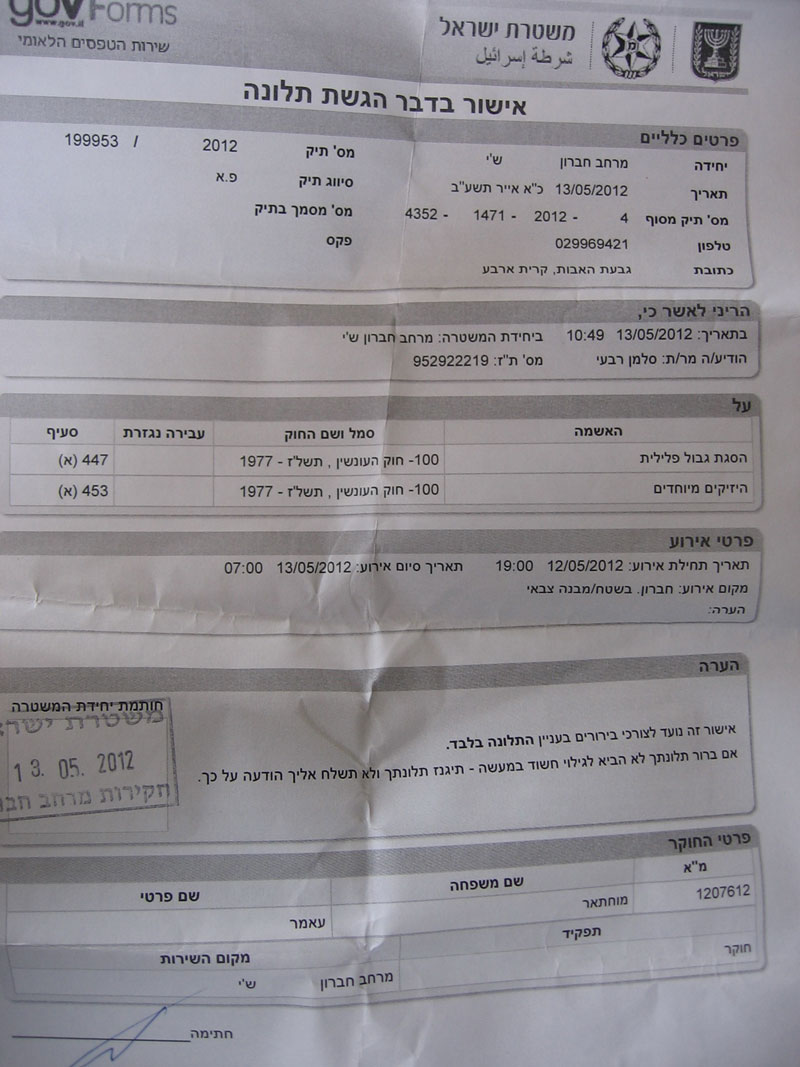 govForms
www.gov.il
שירות הטפסים הלאומי
משטרת ישראל
شرطة إسرائيل
ישראל
אישור בדבר הגשת תלונה
פרטים כלליים
יחידה מרחב חברון ש'י מס' תיק 2012 / 199953
תאריך 13/05/2012 כ"א אייר תשע"ב סיווג תיק פ.א
מס' תיק מסוף 4 - 2012 - 1471 - 4352 מס' מסמך בתיק
טלפון 029969421 פקס
כתובת גבעת האבות, קרית ארבע
הריני לאשר כי,
בתאריך: 13/05/2012 10:49 ביחידת המשטרה: מרחב חברון ש'י
הודיע/ה מר/ת: סלמן רבעי מס' ת"ז: 952922219
על
האשמה סמל ושם החוק עבירה נגזרת סעיף
הסגת גבול פלילית 100- חוק העונשין , תשל'ז - 1977 447 (א)
היזיקים מיוחדים 100- חוק העונשין , תשל'ז - 1977 453 (א)
פרטי אירוע
תאריך תחילת אירוע: 12/05/2012 19:00 תאריך סיום אירוע: 13/05/2012 07:00
מקום אירוע: חברון. בשטח/מבנה צבאי
הערה:
הערה
חותמת יחידת המשטרה
משטרת ישר
13. 05. 2012
חקירות מרחב חב
אישור זה נועד לצורכי בירורים בעניין התלונה בלבד.
אם ברור תלונתך לא הביא לגילוי חשוד במעשה - תיגנז תלונתך ולא תשלח אליך הודעה על כך.
פרטי החוקר
מ"א שם משפחה שם פרטי
1207612 מוחתאר עאמר
תפקיד מקום השירות
חוקר מרחב חברון ש'י
חתימה